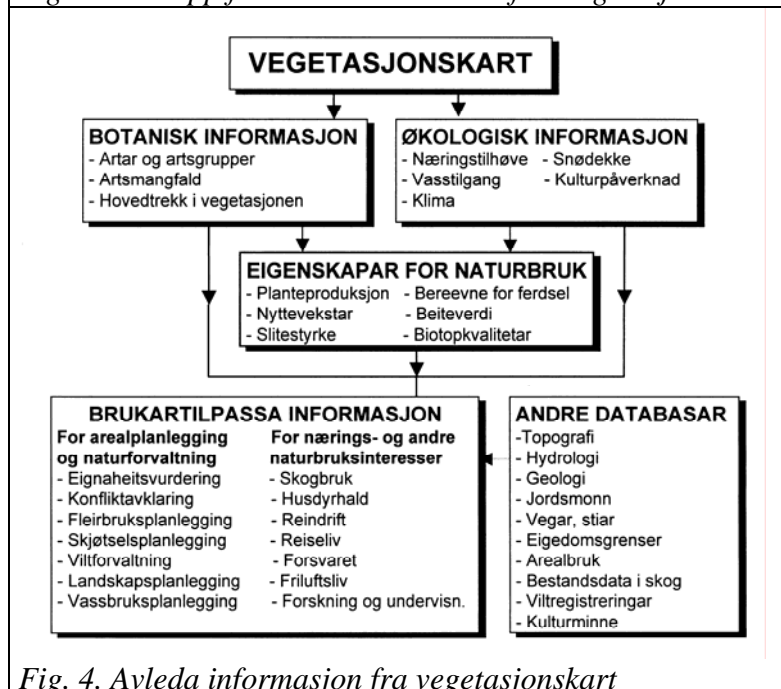 VEGETASJONSKART
BOTANISK INFORMASJON
- Artar og artsgrupper
- Artsmangfald
- Hovedtrekk i vegetasjonen
ØKOLOGISK INFORMASJON
- Næringstilhøve - Snødekke
- Vasstilgang - Kulturpåverknad
- Klima
EIGENSKAPAR FOR NATURBRUK
- Planteproduksjon - Bereevne for ferdsel
- Nyttevekstar - Beiteverdi
- Slitestyrke - Biotopkvalitetar
BRUKARTILPASSA INFORMASJON
For arealplanlegging
og naturforvaltning
- Eignaheitsvurdering
- Konfliktavklaring
- Fleirbruksplanlegging
- Skjøtselsplanlegging
- Viltforvaltning
- Landskapsplanlegging
- Vassbruksplanlegging
For nærings- og andre
naturbruksinteresser
- Skogbruk
- Husdyrhald
- Reindrift
- Reiseliv
- Forsvaret
- Friluftsliv
- Forskning og undervisn.
ANDRE DATABASAR
-Topografi
- Hydrologi
- Geologi
- Jordsmonn
- Vegar, stiar
- Eigedomsgrenser
- Arealbruk
- Bestandsdata i skog
- Viltregistreringar
- Kulturminne
Fig. 4. Avleda informasjon fra vegetasjonskart